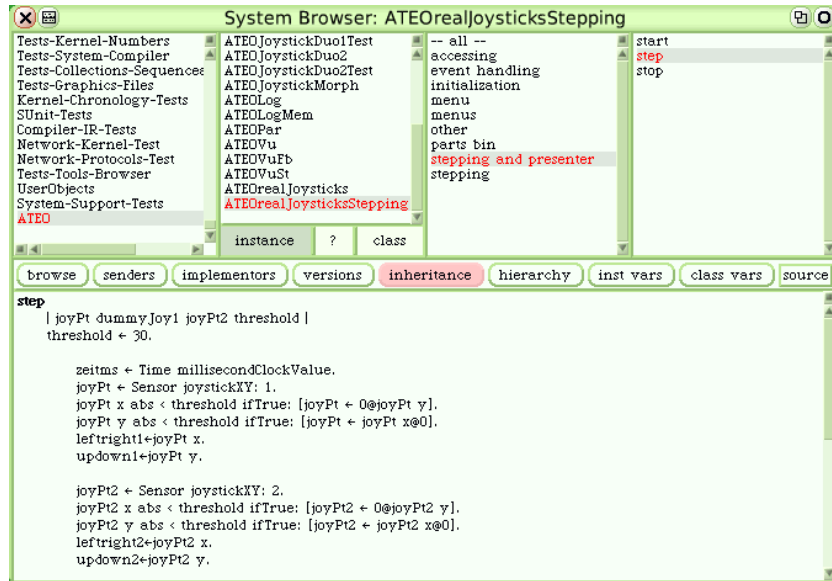 System Browser: ATEOrealJoysticksStepping
Tests-Kernel-Numbers
Tests-System-Compiler
Tests-Collections-Sequencea
Tests-Graphics-Files
Kernel-Chronology-Tests
SUnit-Tests
Compiler-IR-Tests
Network-Kernel-Test
Network-Protocols-Test
Tests-Tools-Browser
UserObjects
System-Support-Tests
ATEO
ATEOJoystickDuo1Test
ATEOJoystickDuo2
ATEOJoystickDuo2Test
ATEOJoystickMorph
ATEOLog
ATEOLogMem
ATEOPar
ATEOVu
ATEOVuFb
ATEOVuSt
ATEOrealJoysticks
ATEOrealJoysticksStepping
instance ? class
-- all --
accessing
event handling
initialization
menu
menus
other
parts bin
stepping and presenter
stepping
start
step
stop
browse senders implementors versions inheritance hierarchy inst vars class vars source
step
| joyPt dummyJoy1 joyPt2 threshold |
threshold ← 30.
zeitms ← Time millisecondClockValue.
joyPt ← Sensor joystickXY: 1.
joyPt x abs < threshold ifTrue: [joyPt ← 0@joyPt y].
joyPt y abs < threshold ifTrue: [joyPt ← joyPt x@0].
leftright1←joyPt x.
updown1←joyPt y.
joyPt2 ← Sensor joystickXY: 2.
joyPt2 x abs < threshold ifTrue: [joyPt2 ← 0@joyPt2 y].
joyPt2 y abs < threshold ifTrue: [joyPt2 ← joyPt2 x@0].
leftright2←joyPt2 x.
updown2←joyPt2 y.